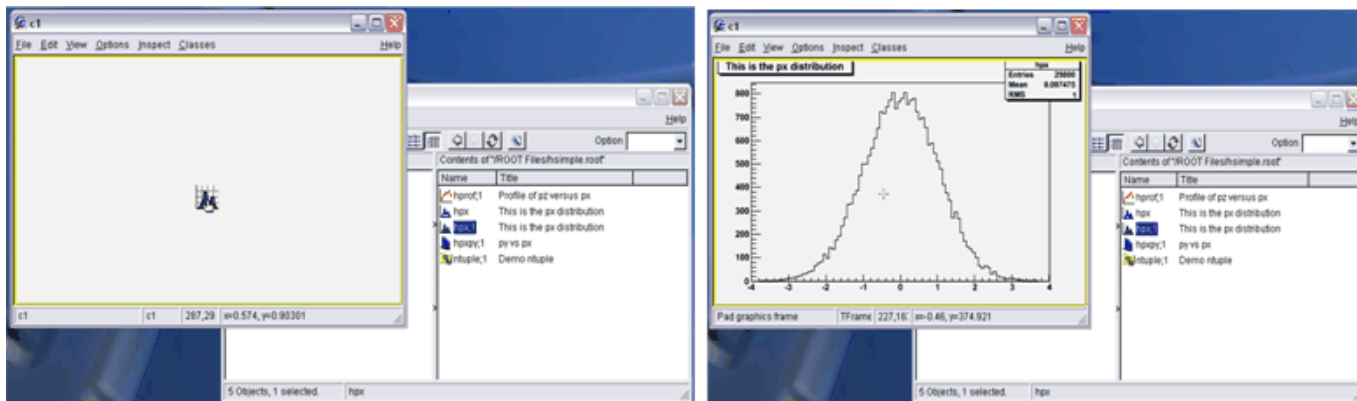 c1
File Edit View Options Inspect Classes Help
Help
Option
Contents of "/ROOT Files/hsimple.root"
Name Title
hprof;1 Profile of pz versus px
hpx This is the px distribution
hpx;1 This is the px distribution
hpxpy;1 py vs px
ntuple;1 Demo ntuple
c1 c1 287,29 x=0.574, y=0.90301
5 Objects, 1 selected. hpx
c1
File Edit View Options Inspect Classes Help
This is the px distribution
hpx
Entries 25000
Mean
RMS 1
800
700
600
500
400
300
200
100
0
-4 -3 -2 -1 0 1 2 3 4
Pad graphics frame TFrame 227,16 x=-0.46, y=374.921
Help
Option
Contents of "/ROOT Files/hsimple.root"
Name Title
hprof;1 Profile of pz versus px
hpx This is the px distribution
hpx;1 This is the px distribution
hpxpy;1 py vs px
ntuple;1 Demo ntuple
5 Objects, 1 selected. hpx